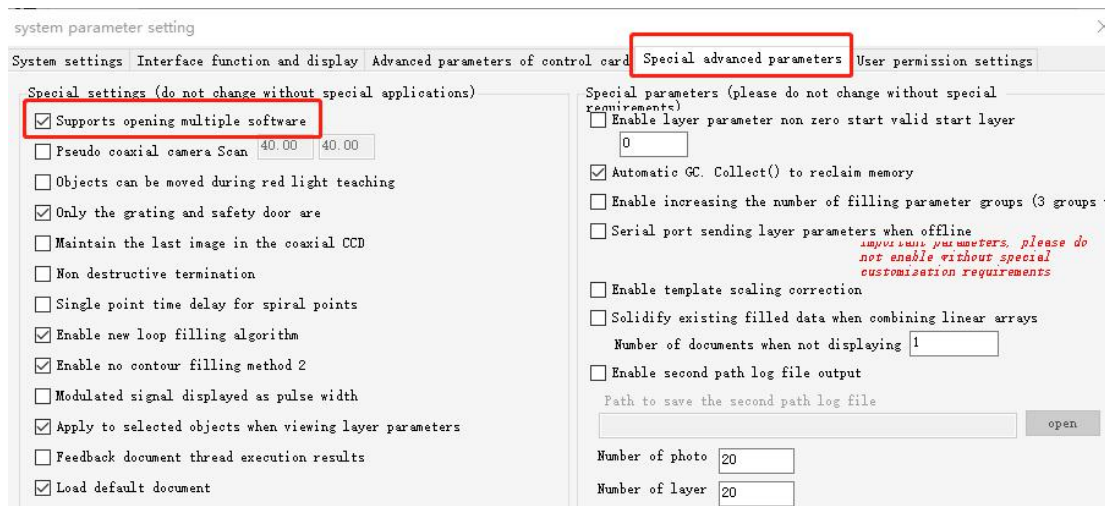 system parameter setting
System settings Interface function and display Advanced parameters of control card Special advanced parameters User permission settings
Special settings (do not change without special applications)
Supports opening multiple software
Pseudo coaxial camera Scan 40.00 40.00
Objects can be moved during red light teaching
Only the grating and safety door are
Maintain the last image in the coaxial CCD
Non destructive termination
Single point time delay for spiral points
Enable new loop filling algorithm
Enable no contour filling method 2
Modulated signal displayed as pulse width
Apply to selected objects when viewing layer parameters
Feedback document thread execution results
Load default document
Special parameters (please do not change without special
requirements)
Enable layer parameter non zero start valid start layer
0
Automatic GC. Collect() to reclaim memory
Enable increasing the number of filling parameter groups (3 groups
Serial port sending layer parameters when offline
Important parameters, please do
not enable without special
customization requirements
Enable template scaling correction
Solidify existing filled data when combining linear arrays
Number of documents when not displaying 1
Enable second path log file output
Path to save the second path log file
open
Number of photo 20
Number of layer 20